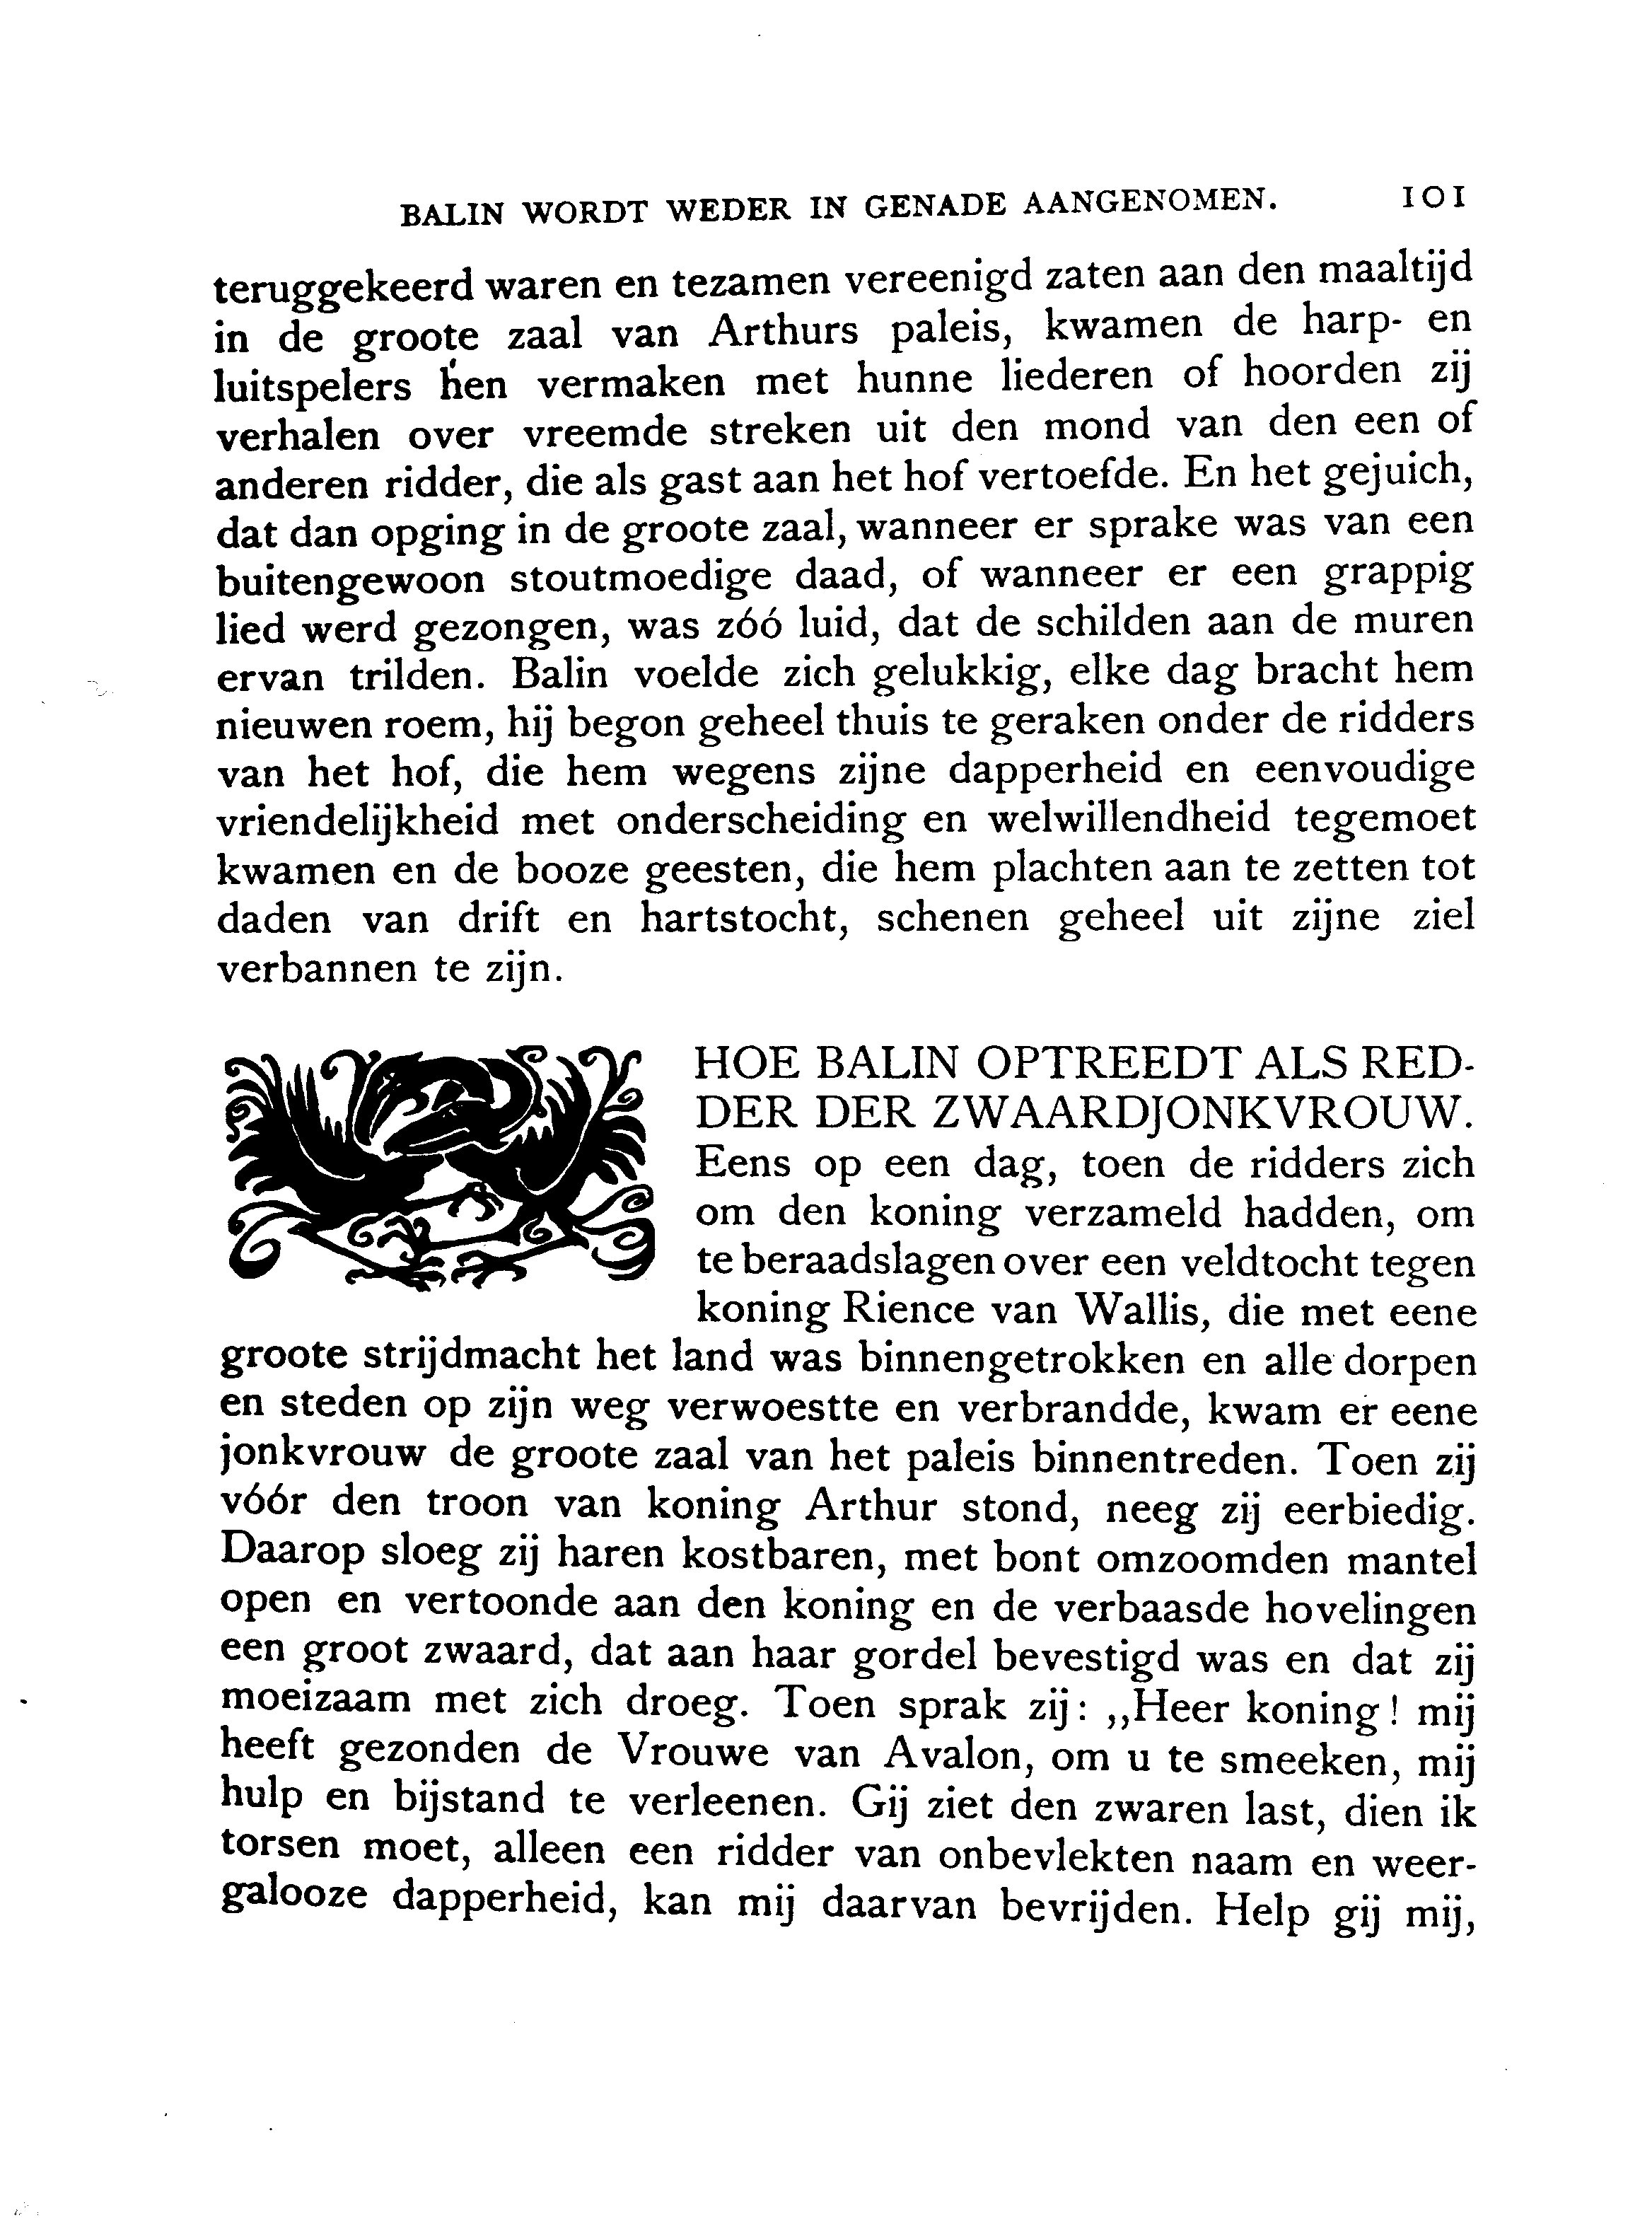 BALIN WORDT WEDER IN GENADE AANGENOMEN. 101
teruggekeerd waren en tezamen vereenigd zaten aan den maaltijd
in de groote zaal van Arthurs paleis, kwamen de harp- en
luitspelers hen vermaken met hunne liederen of hoorden zij
verhalen over vreemde streken uit den mond van den een of
anderen ridder, die als gast aan het hof vertoefde. En het gejuich,
dat dan opging in de groote zaal, wanneer er sprake was van een
buitengewoon stoutmoedige daad, of wanneer er een grappig
lied werd gezongen, was zóó luid, dat de schilden aan de muren
ervan trilden. Balin voelde zich gelukkig, elke dag bracht hem
nieuwen roem, hij begon geheel thuis te geraken onder de ridders
van het hof, die hem wegens zijne dapperheid en eenvoudige
vriendelijkheid met onderscheiding en welwillendheid tegemoet
kwamen en de booze geesten, die hem plachten aan te zetten tot
daden van drift en hartstocht, schenen geheel uit zijne ziel
verbannen te zijn.
HOE BALIN OPTREEDT ALS RED-
DER DER ZWAARDJONKVROUW.
Eens op een dag, toen de ridders zich
om den koning verzameld hadden, om
te beraadslagen over een veldtocht tegen
koning Rience van Wallis, die met eene
groote strijdmacht het land was binnengetrokken en alle dorpen
en steden op zijn weg verwoestte en verbrandde, kwam er eene
jonkvrouw de groote zaal van het paleis binnentreden. Toen zij
vóór den troon van koning Arthur stond, neeg zij eerbiedig.
Daarop sloeg zij haren kostbaren, met bont omzoomden mantel
open en vertoonde aan den koning en de verbaasde hovelingen
een groot zwaard, dat aan haar gordel bevestigd was en dat zij
moeizaam met zich droeg. Toen sprak zij: ,,Heer koning! mij
heeft gezonden de Vrouwe van Avalon, om u te smeeken, mij
hulp en bijstand te verleenen. Gij ziet den zwaren last, dien ik
torsen moet, alleen een ridder van onbevlekten naam en weer-
galooze dapperheid, kan mij daarvan bevrijden. Help gij mij,